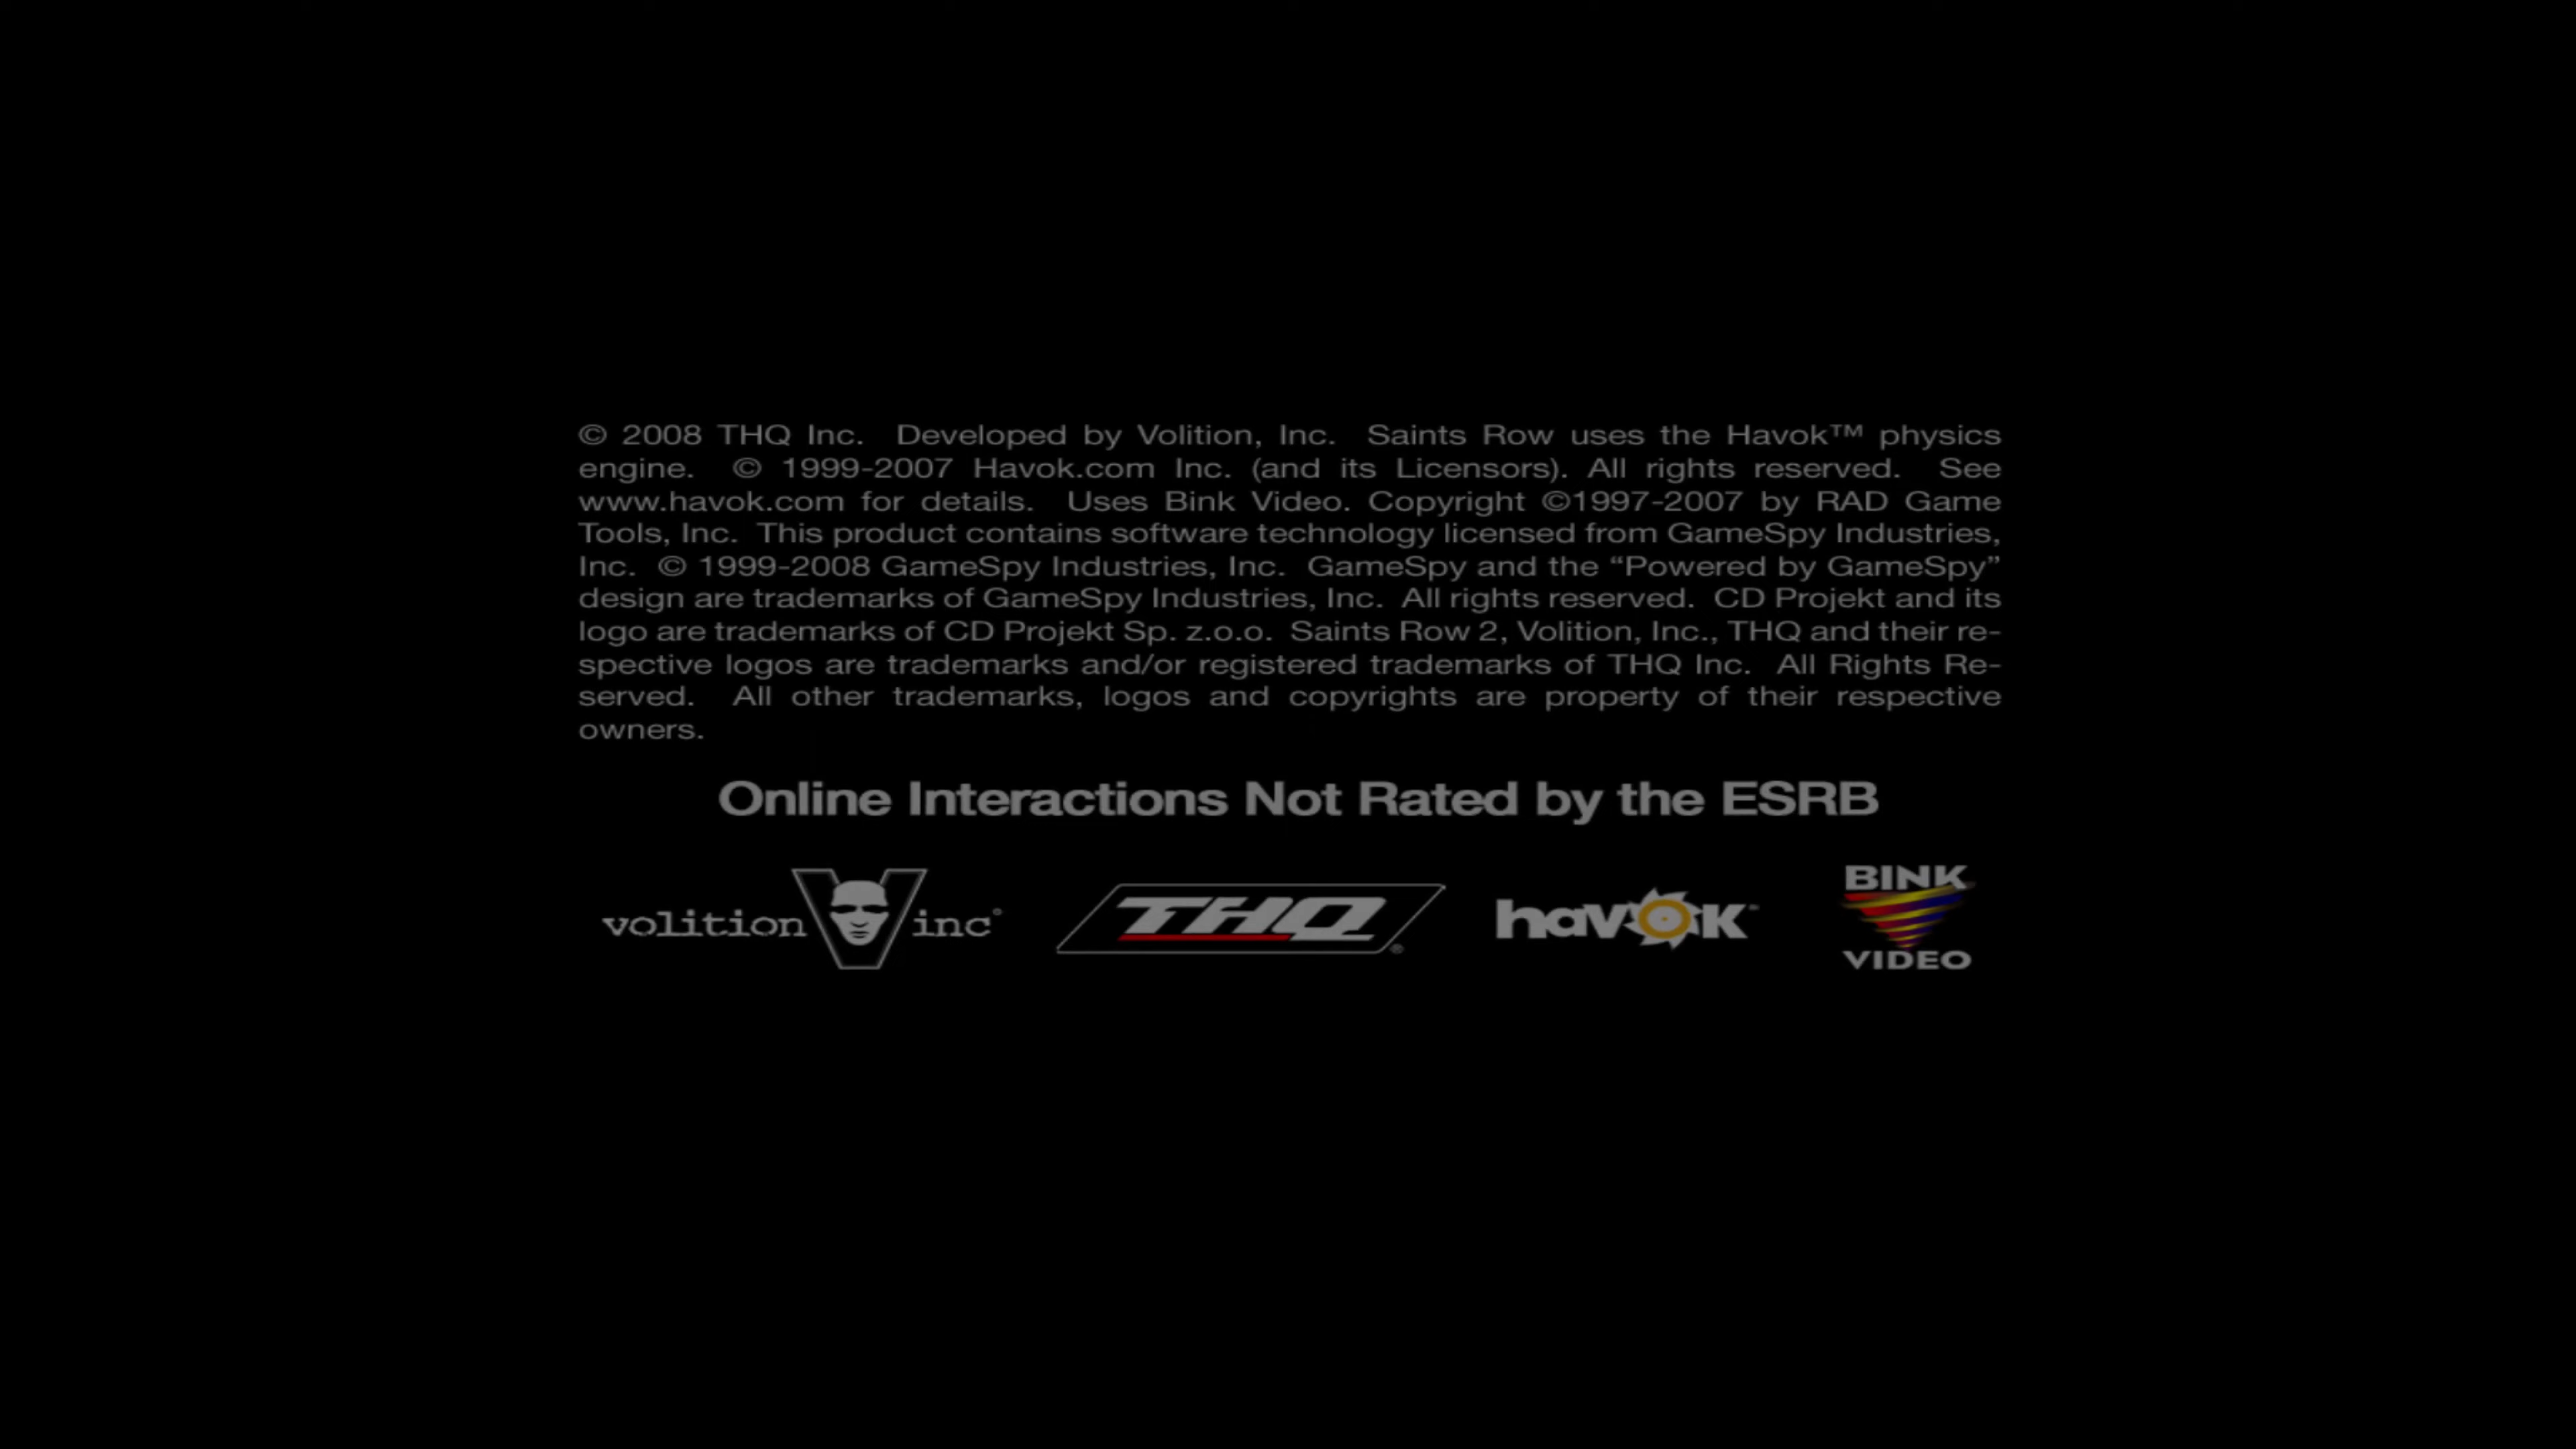 © 2008 THQ Inc.  Developed by Volition, Inc.  Saints Row uses the Havok™ physics
engine.  © 1999-2007 Havok.com Inc. (and its Licensors). All rights reserved.  See
www.havok.com for details.  Uses Bink Video. Copyright ©1997-2007 by RAD Game
Tools, Inc.  This product contains software technology licensed from GameSpy Industries,
Inc.  © 1999-2008 GameSpy Industries, Inc.  GameSpy and the “Powered by GameSpy”
design are trademarks of GameSpy Industries, Inc.  All rights reserved.  CD Projekt and its
logo are trademarks of CD Projekt Sp. z.o.o.  Saints Row 2, Volition, Inc., THQ and their re-
spective logos are trademarks and/or registered trademarks of THQ Inc.  All Rights Re-
served.  All other trademarks, logos and copyrights are property of their respective
owners.
Online Interactions Not Rated by the ESRB
volition V inc®
THQ®
havok™
BINK
VIDEO